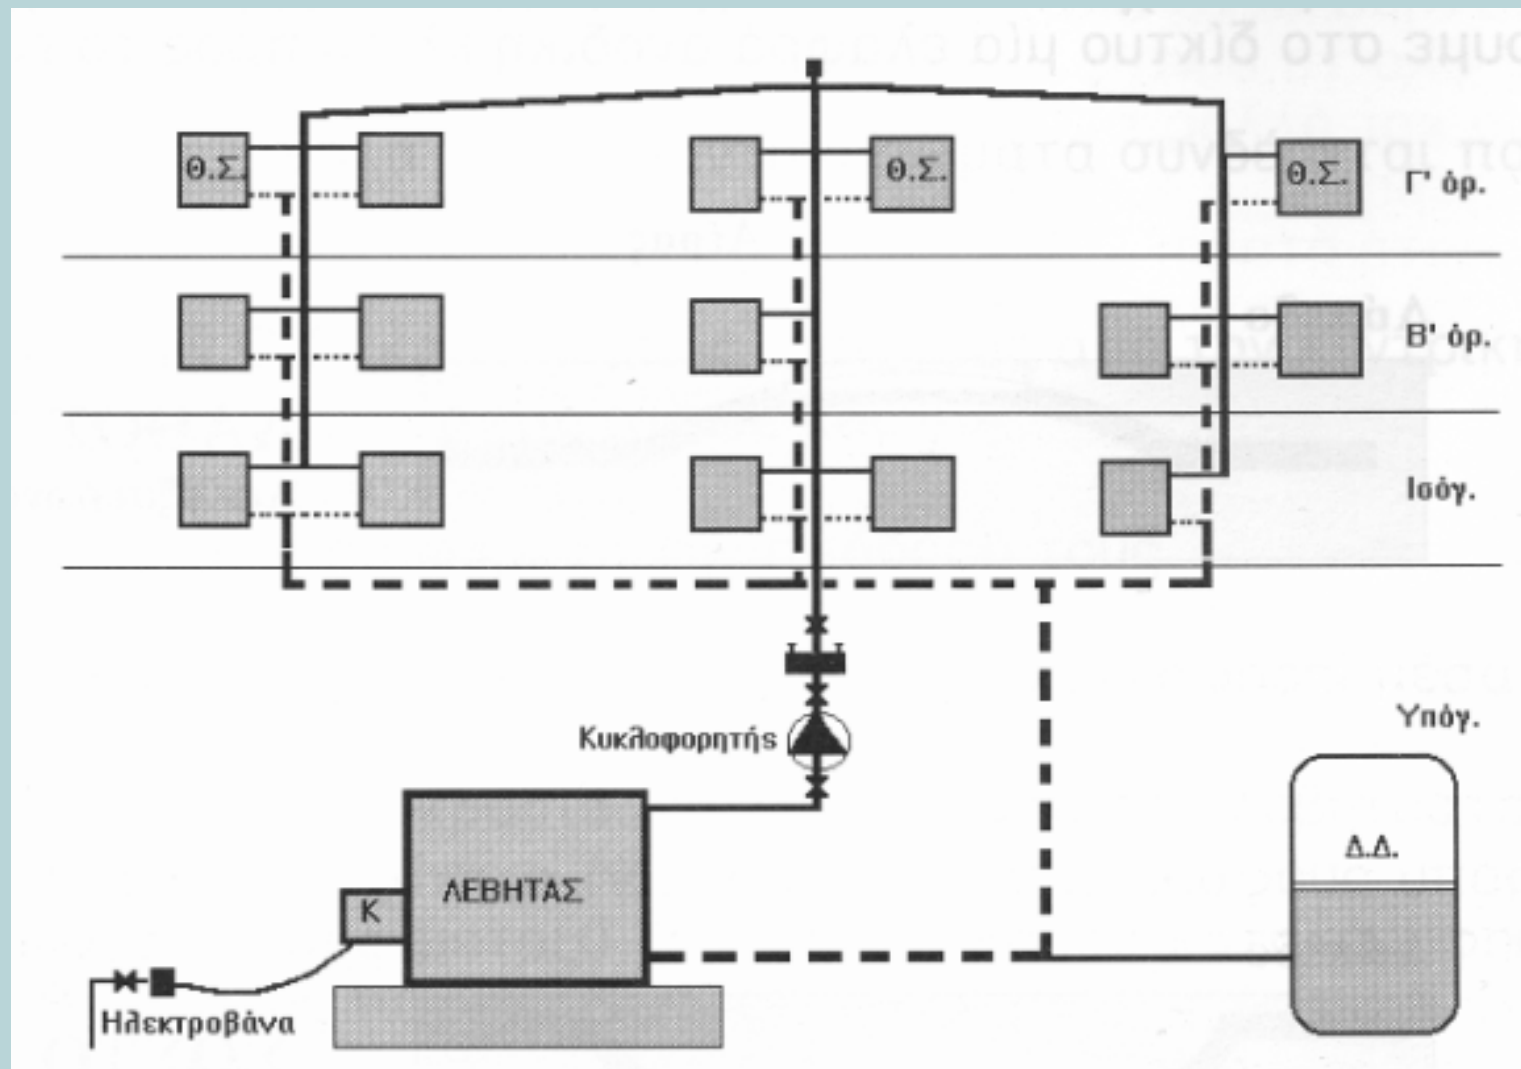 Θ.Σ.
Θ.Σ.
Θ.Σ.
Γ' όρ.
Β' όρ.
Ισόγ.
Υπόγ.
Κυκλοφορητής
Δ.Δ.
ΛΕΒΗΤΑΣ
Κ
Ηλεκτροβάνα